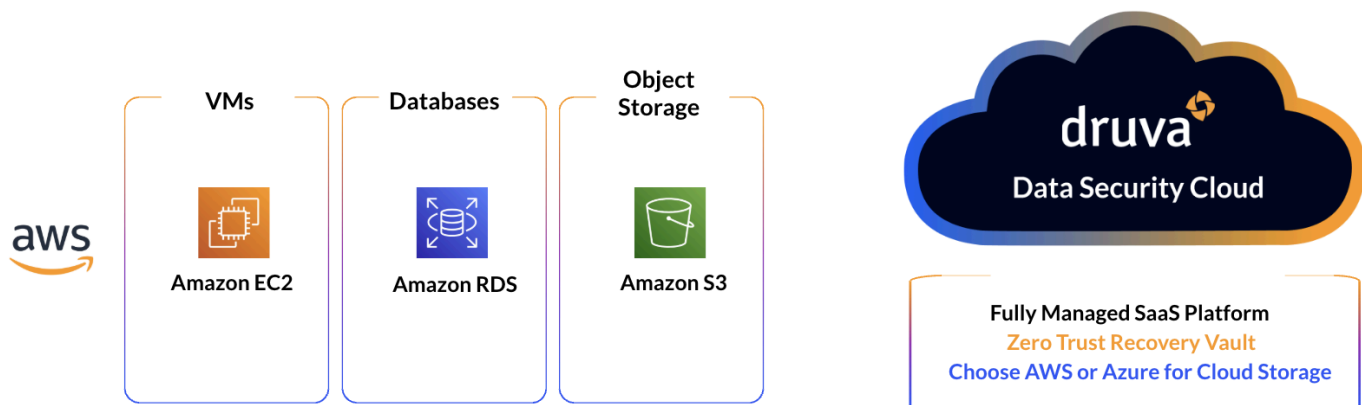 aws
VMs
Amazon EC2
Databases
Amazon RDS
Object
Storage
Amazon S3
druva
Data Security Cloud
Fully Managed SaaS Platform
Zero Trust Recovery Vault
Choose AWS or Azure for Cloud Storage